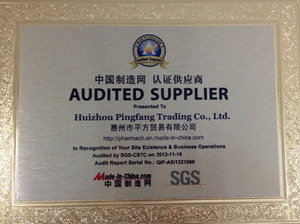 中国制造网 认证供应商
AUDITED SUPPLIER
Presented To
Huizhou Pingfang Trading Co., Ltd.
惠州市平方贸易有限公司
http://pharmach.en.made-in-china.com
In Recognition of Your Site Existence & Business Operations
Audited by SGS-CSTC on 2013-11-16
Audit Report Serial No.: QIP-ASI1321696
Made-in-China.com
中国制造网
SGS